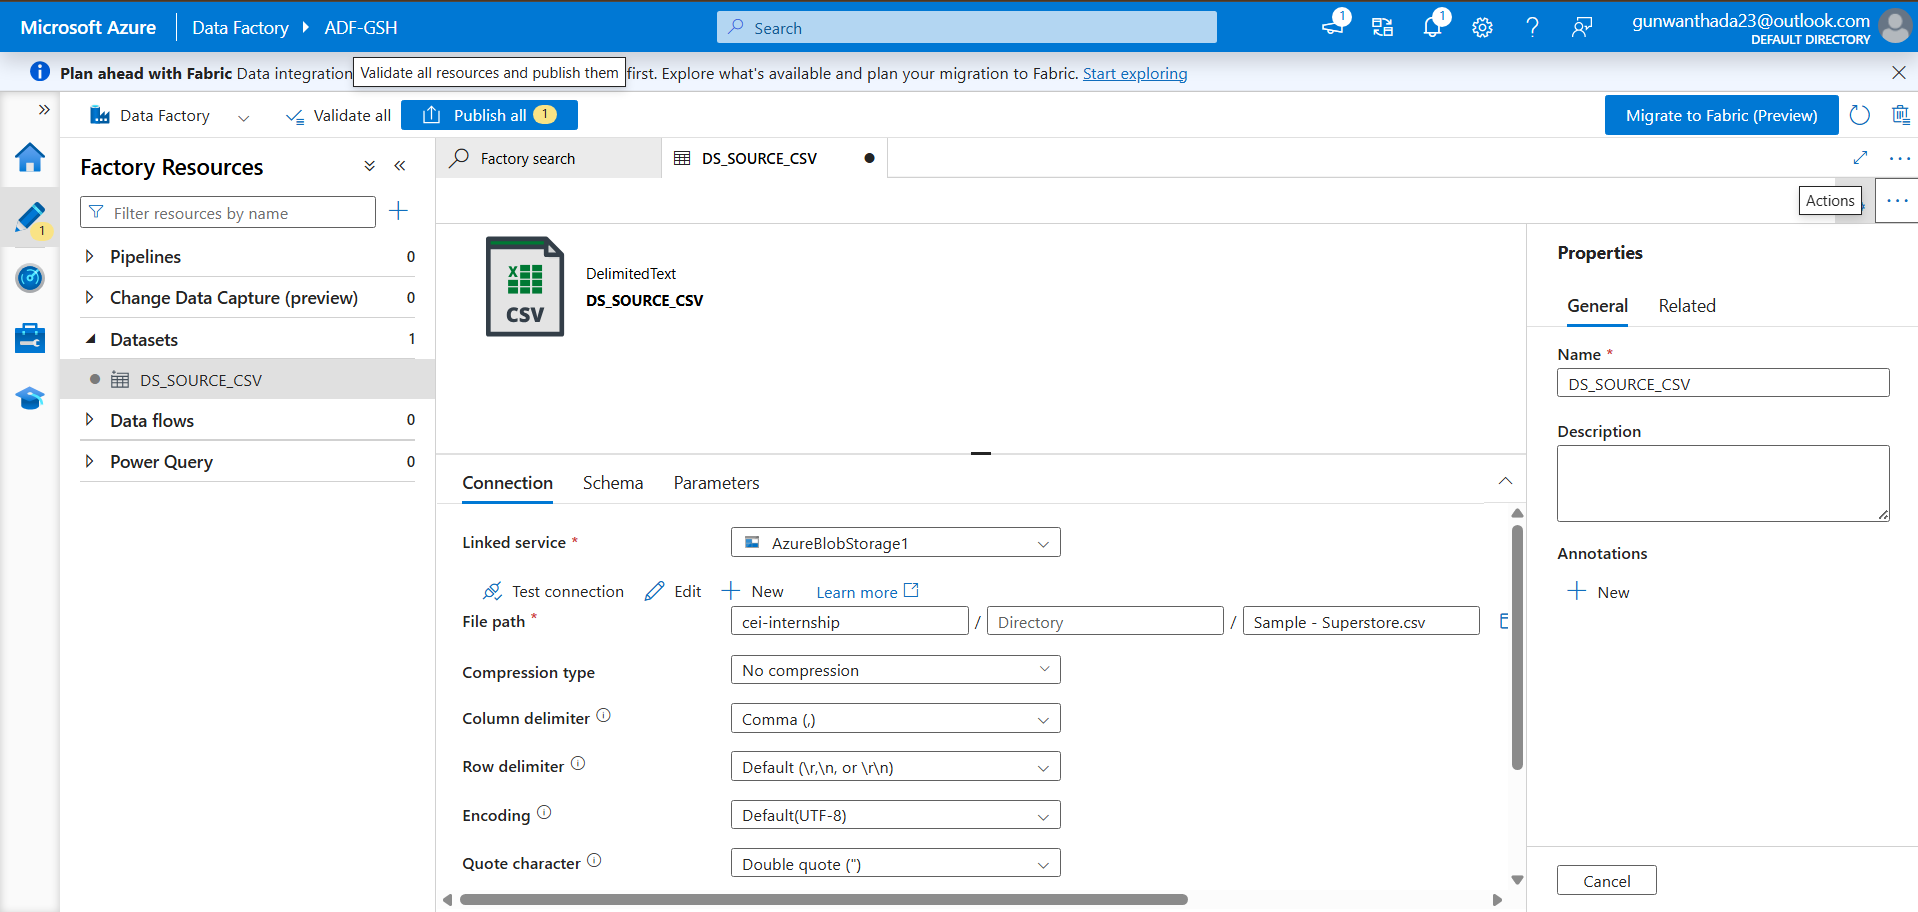 Microsoft Azure Data Factory ADF-GSH Search 1 1 gunwanthada23@outlook.com
DEFAULT DIRECTORY
Plan ahead with Fabric Data integration Validate all resources and publish them first. Explore what's available and plan your migration to Fabric. Start exploring
Data Factory Validate all Publish all 1 Migrate to Fabric (Preview)
Factory Resources
Filter resources by name
1
Pipelines 0
Change Data Capture (preview) 0
Datasets 1
DS_SOURCE_CSV
Data flows 0
Power Query 0
Factory search DS_SOURCE_CSV
Actions
X
CSV
DelimitedText
DS_SOURCE_CSV
Connection Schema Parameters
Linked service * AzureBlobStorage1
Test connection Edit New Learn more
File path * cei-internship / Directory / Sample - Superstore.csv
Compression type No compression
Column delimiter Comma (,)
Row delimiter Default (\r,\n, or \r\n)
Encoding Default(UTF-8)
Quote character Double quote (")
Properties
General Related
Name *
DS_SOURCE_CSV
Description
Annotations
New
Cancel